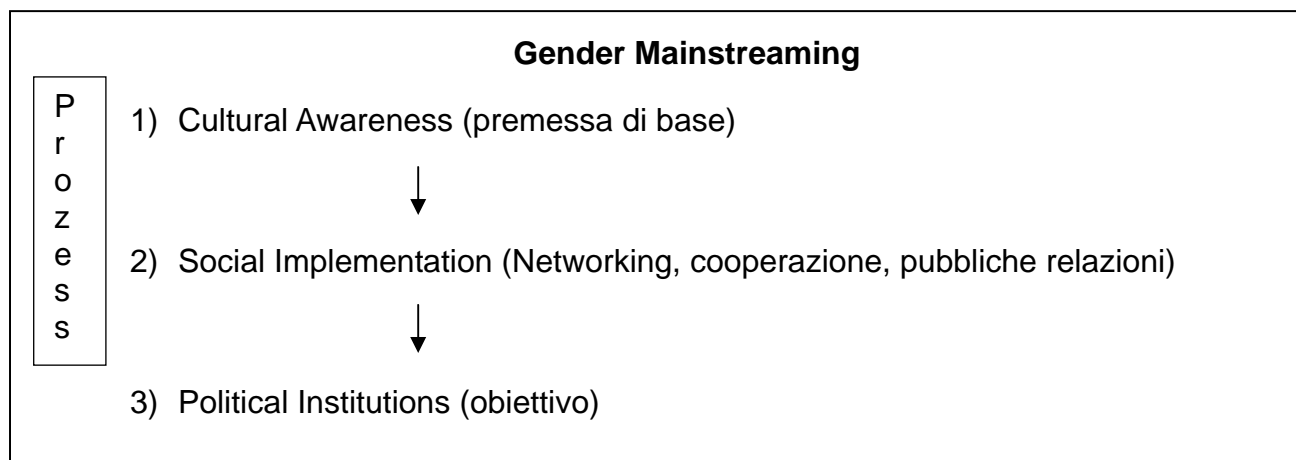 Gender Mainstreaming
Prozess
1) Cultural Awareness (premessa di base)
2) Social Implementation (Networking, cooperazione, pubbliche relazioni)
3) Political Institutions (obiettivo)